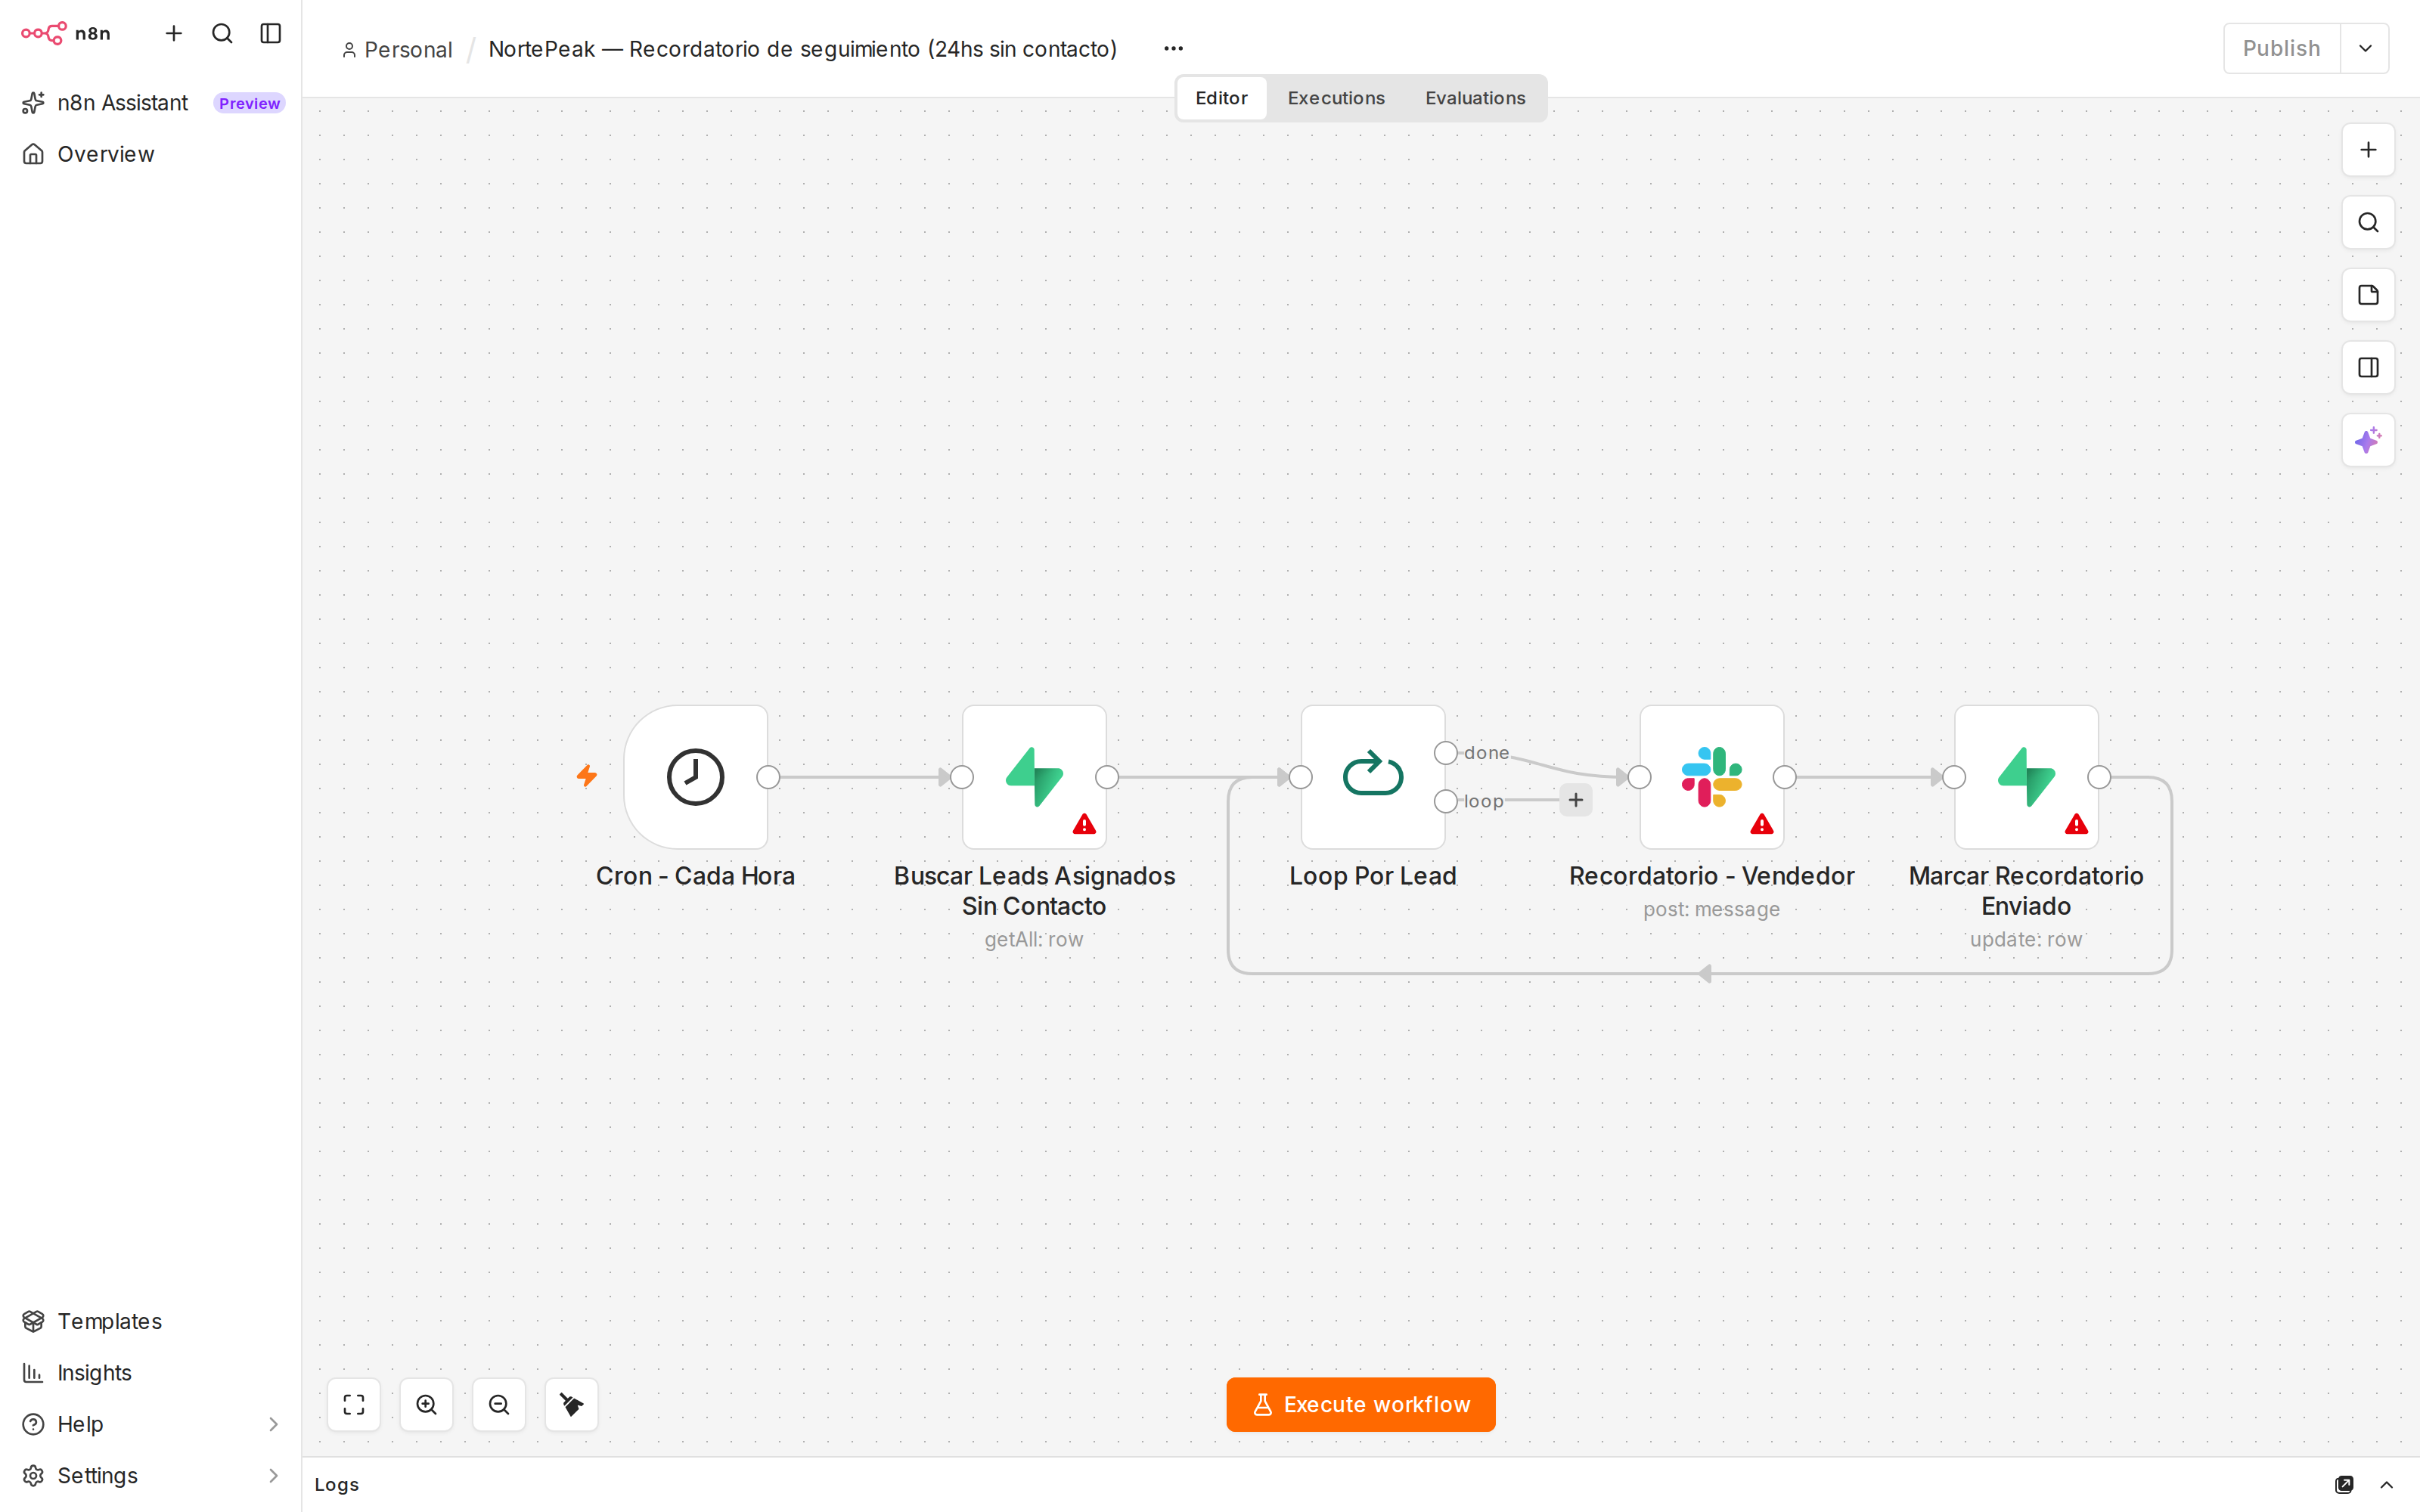 n8n
n8n Assistant
Preview
Overview
Personal / NortePeak — Recordatorio de seguimiento (24hs sin contacto)
Publish
Editor
Executions
Evaluations
done
loop
Cron - Cada Hora
Buscar Leads Asignados
Sin Contacto
getAll: row
Loop Por Lead
Recordatorio - Vendedor
post: message
Marcar Recordatorio
Enviado
update: row
Templates
Insights
Help
Settings
Execute workflow
Logs